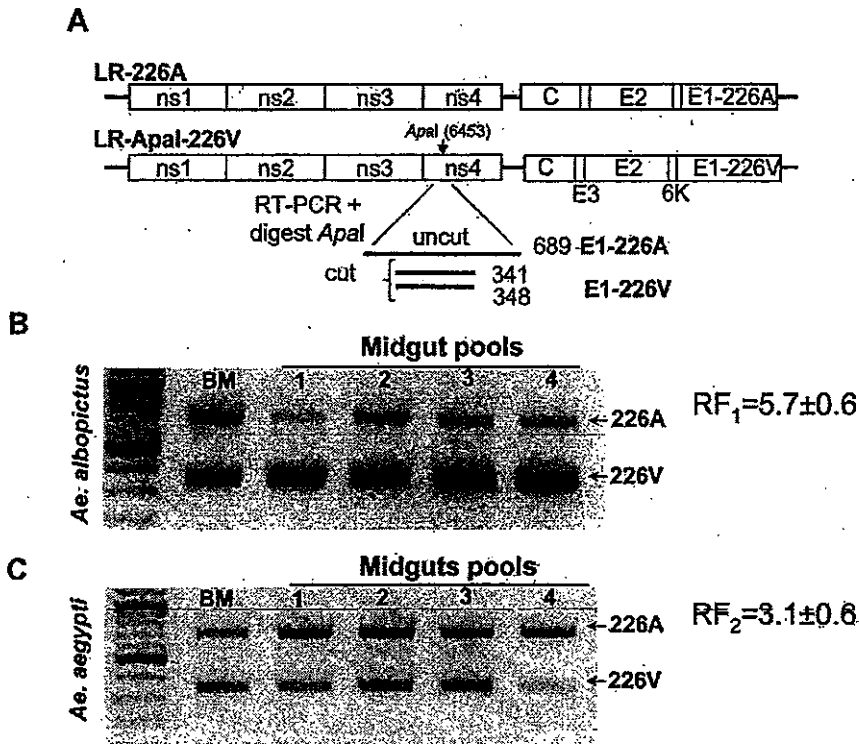 A
LR-226A
ns1 ns2 ns3 ns4 C E2 E1-226A
ApaI (6453)
LR-ApaI-226V
ns1 ns2 ns3 ns4 C E2 E1-226V
E3 6K
RT-PCR +
digest ApaI
uncut
689 E1-226A
cut
341
348
E1-226V
B
Midgut pools
BM 1 2 3 4
Ae. albopictus
←226A
←226V
RF1=5.7±0.6
C
Midguts pools
BM 1 2 3 4
Ae. aegypti
←226A
←226V
RF2=3.1±0.6